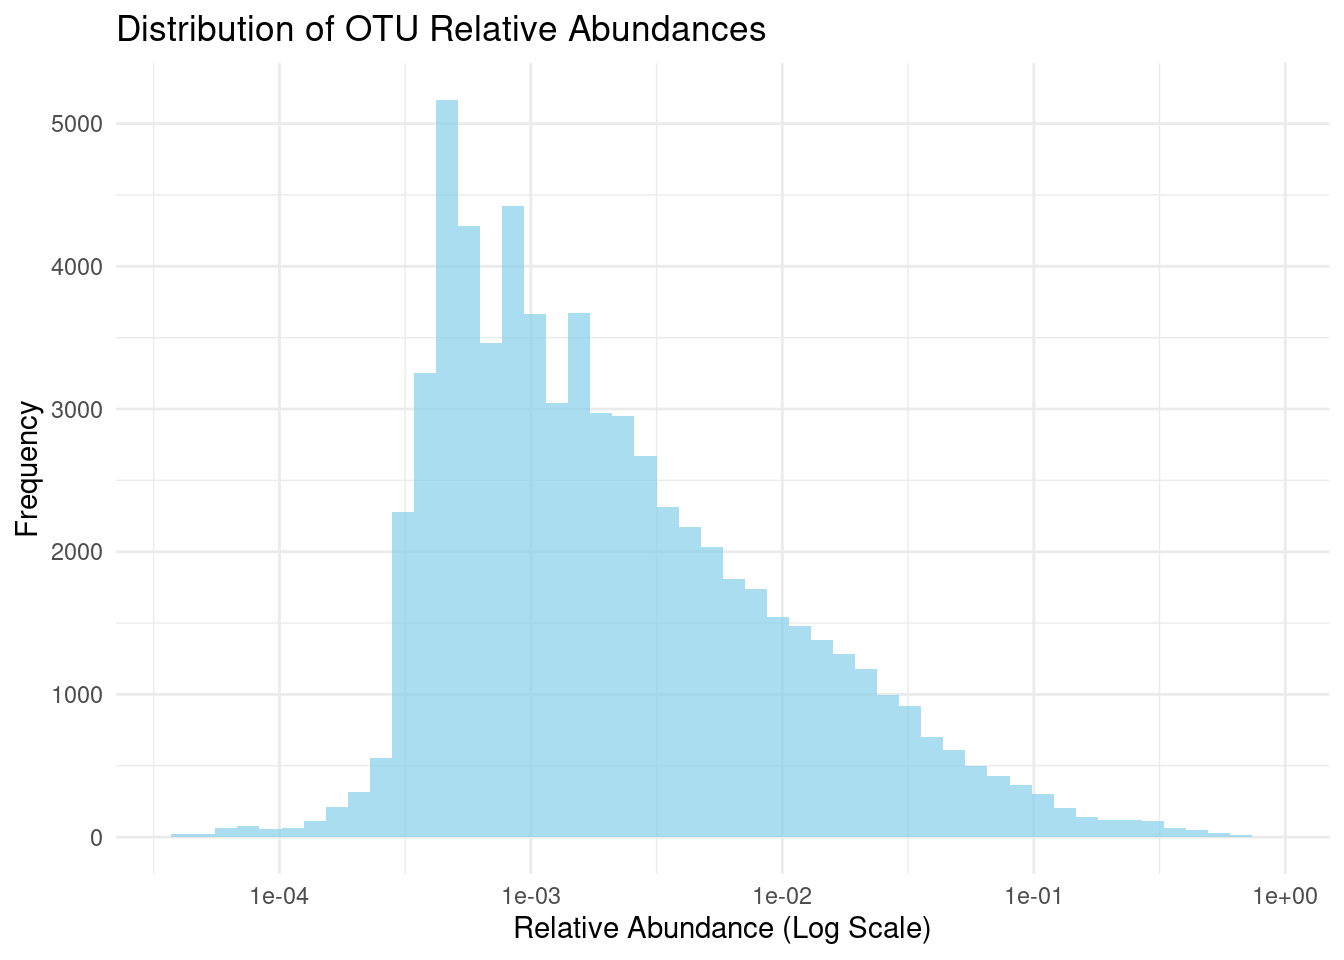 Distribution of OTU Relative Abundances
5000
4000
3000
2000
1000
0
Frequency
1e-04 1e-03 1e-02 1e-01 1e+00
Relative Abundance (Log Scale)